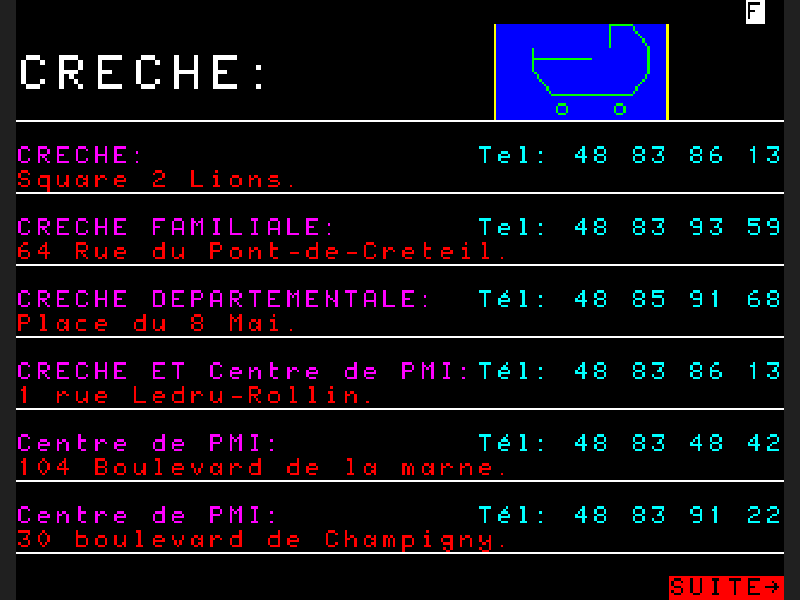 F
CRECHE:
CRECHE: Tel: 48 83 86 13
Square 2 Lions.
CRECHE FAMILIALE: Tel: 48 83 93 59
64 Rue du Pont-de-Creteil.
CRECHE DEPARTEMENTALE: Tél: 48 85 91 68
Place du 8 Mai.
CRECHE ET Centre de PMI: Tél: 48 83 86 13
1 rue Ledru-Rollin.
Centre de PMI: Tél: 48 83 48 42
104 Boulevard de la marne.
Centre de PMI: Tél: 48 83 91 22
30 boulevard de Champigny.
SUITE→